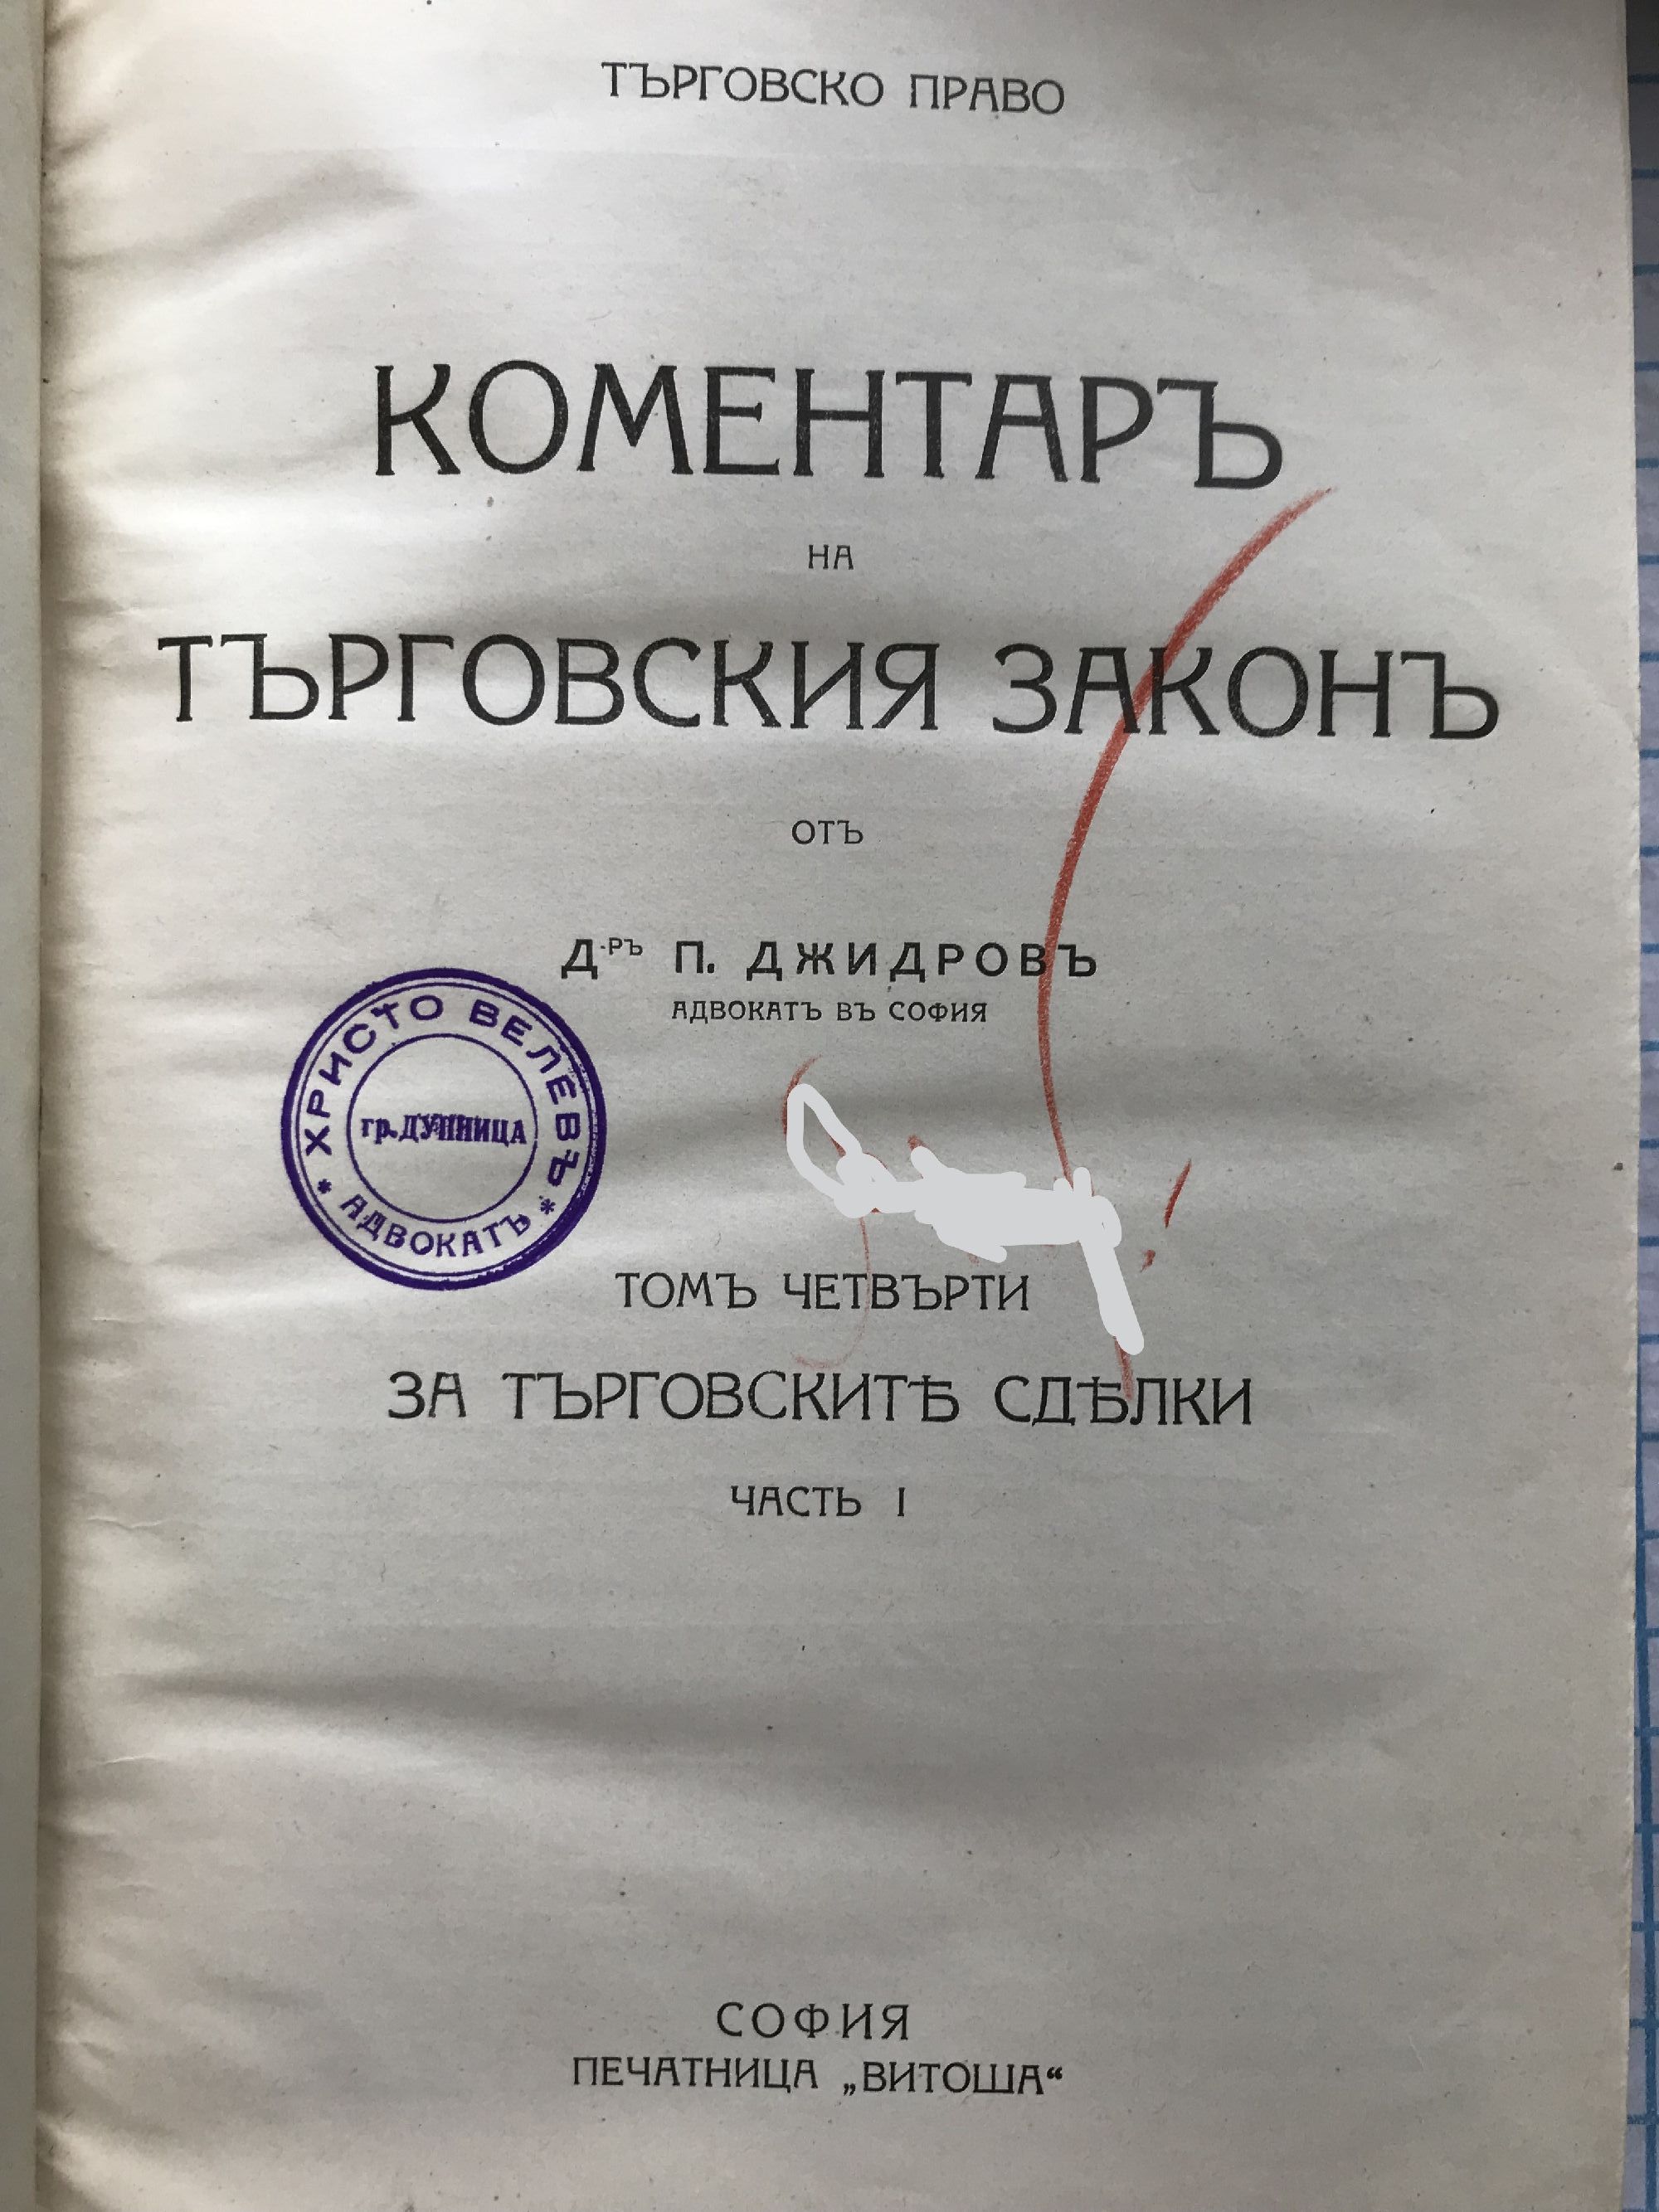 ТЪРГОВСКО ПРАВО
КОМЕНТАРЪ
НА
ТЪРГОВСКИЯ ЗАКОНЪ
ОТЪ
Д-РЪ П. ДЖИДРОВЪ
АДВОКАТЪ ВЪ СОФИЯ
* ХРИСТО ВЕЛЕВЪ *
гр. ДУПНИЦА
АДВОКАТЪ
ТОМЪ ЧЕТВЪРТИ
ЗА ТЪРГОВСКИТѢ СДѢЛКИ
ЧАСТЬ I
СОФИЯ
ПЕЧАТНИЦА „ВИТОША“